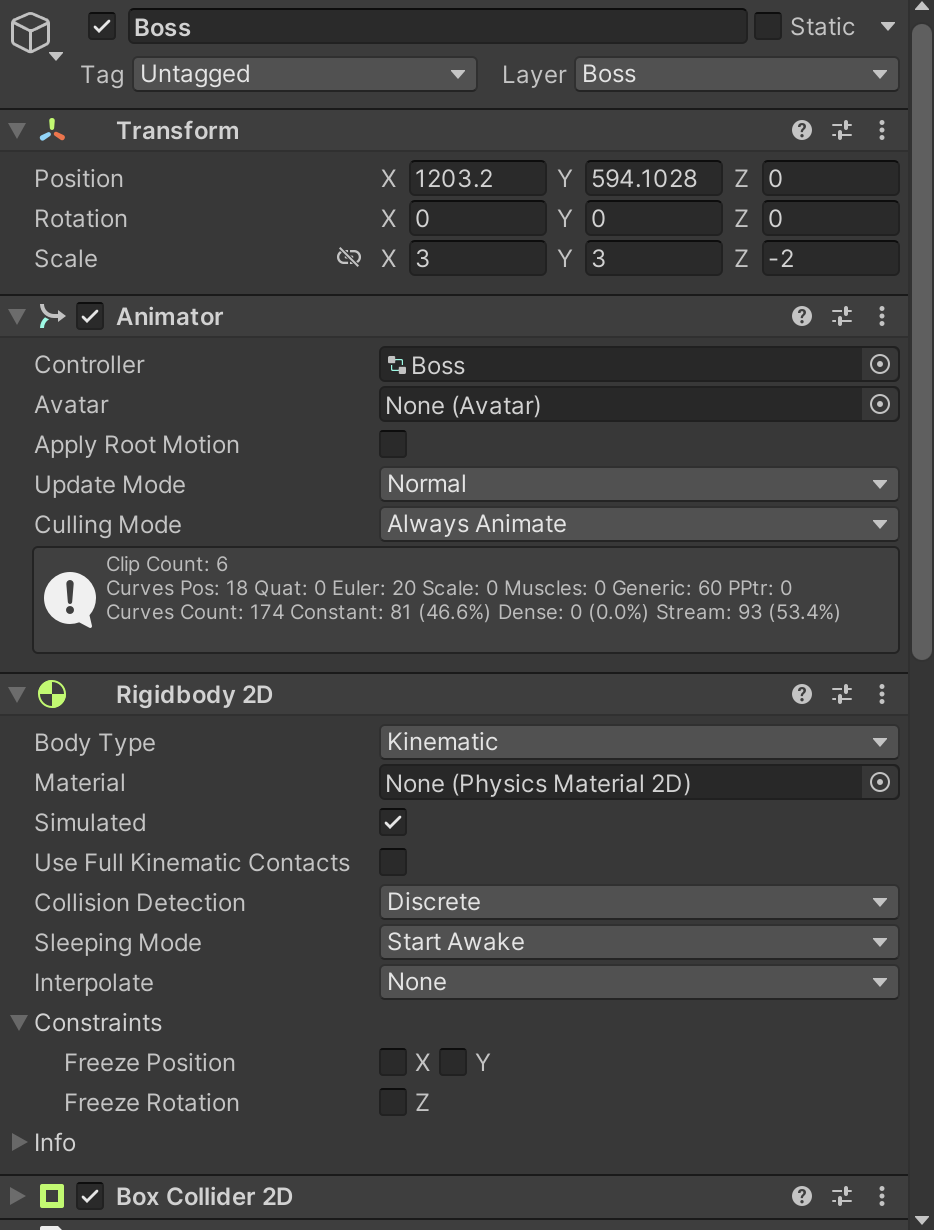 Boss Static
Tag Untagged Layer Boss
Transform
Position X 1203.2 Y 594.1028 Z 0
Rotation X 0 Y 0 Z 0
Scale X 3 Y 3 Z -2
Animator
Controller Boss
Avatar None (Avatar)
Apply Root Motion
Update Mode Normal
Culling Mode Always Animate
Clip Count: 6
Curves Pos: 18 Quat: 0 Euler: 20 Scale: 0 Muscles: 0 Generic: 60 PPtr: 0
Curves Count: 174 Constant: 81 (46.6%) Dense: 0 (0.0%) Stream: 93 (53.4%)
Rigidbody 2D
Body Type Kinematic
Material None (Physics Material 2D)
Simulated
Use Full Kinematic Contacts
Collision Detection Discrete
Sleeping Mode Start Awake
Interpolate None
Constraints
Freeze Position X Y
Freeze Rotation Z
Info
Box Collider 2D